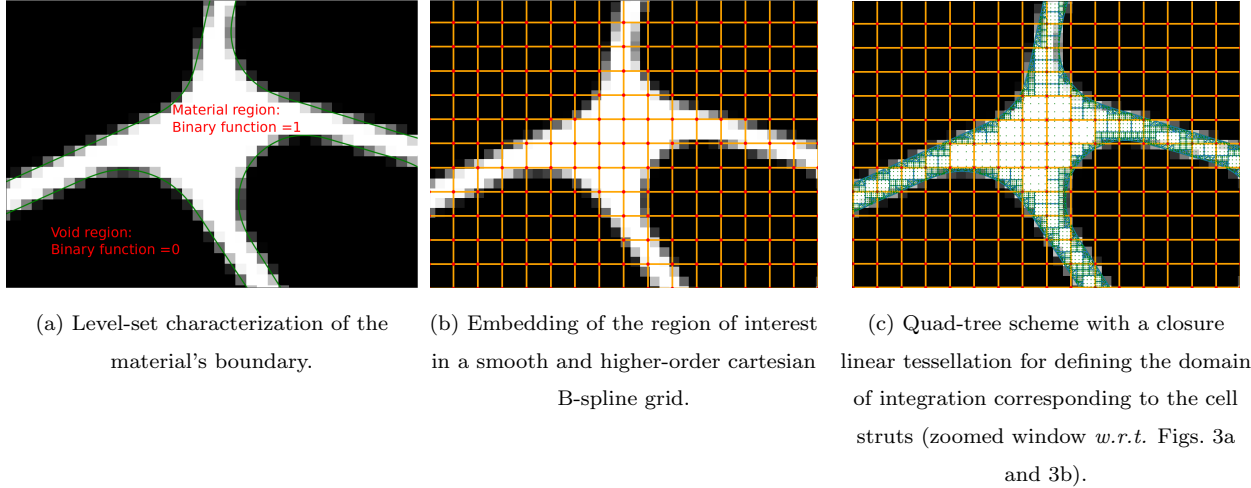 Material region:
Binary function =1
Void region:
Binary function =0
(a) Level-set characterization of the
material's boundary.
(b) Embedding of the region of interest
in a smooth and higher-order cartesian
B-spline grid.
(c) Quad-tree scheme with a closure
linear tessellation for defining the domain
of integration corresponding to the cell
struts (zoomed window w.r.t. Figs. 3a
and 3b).